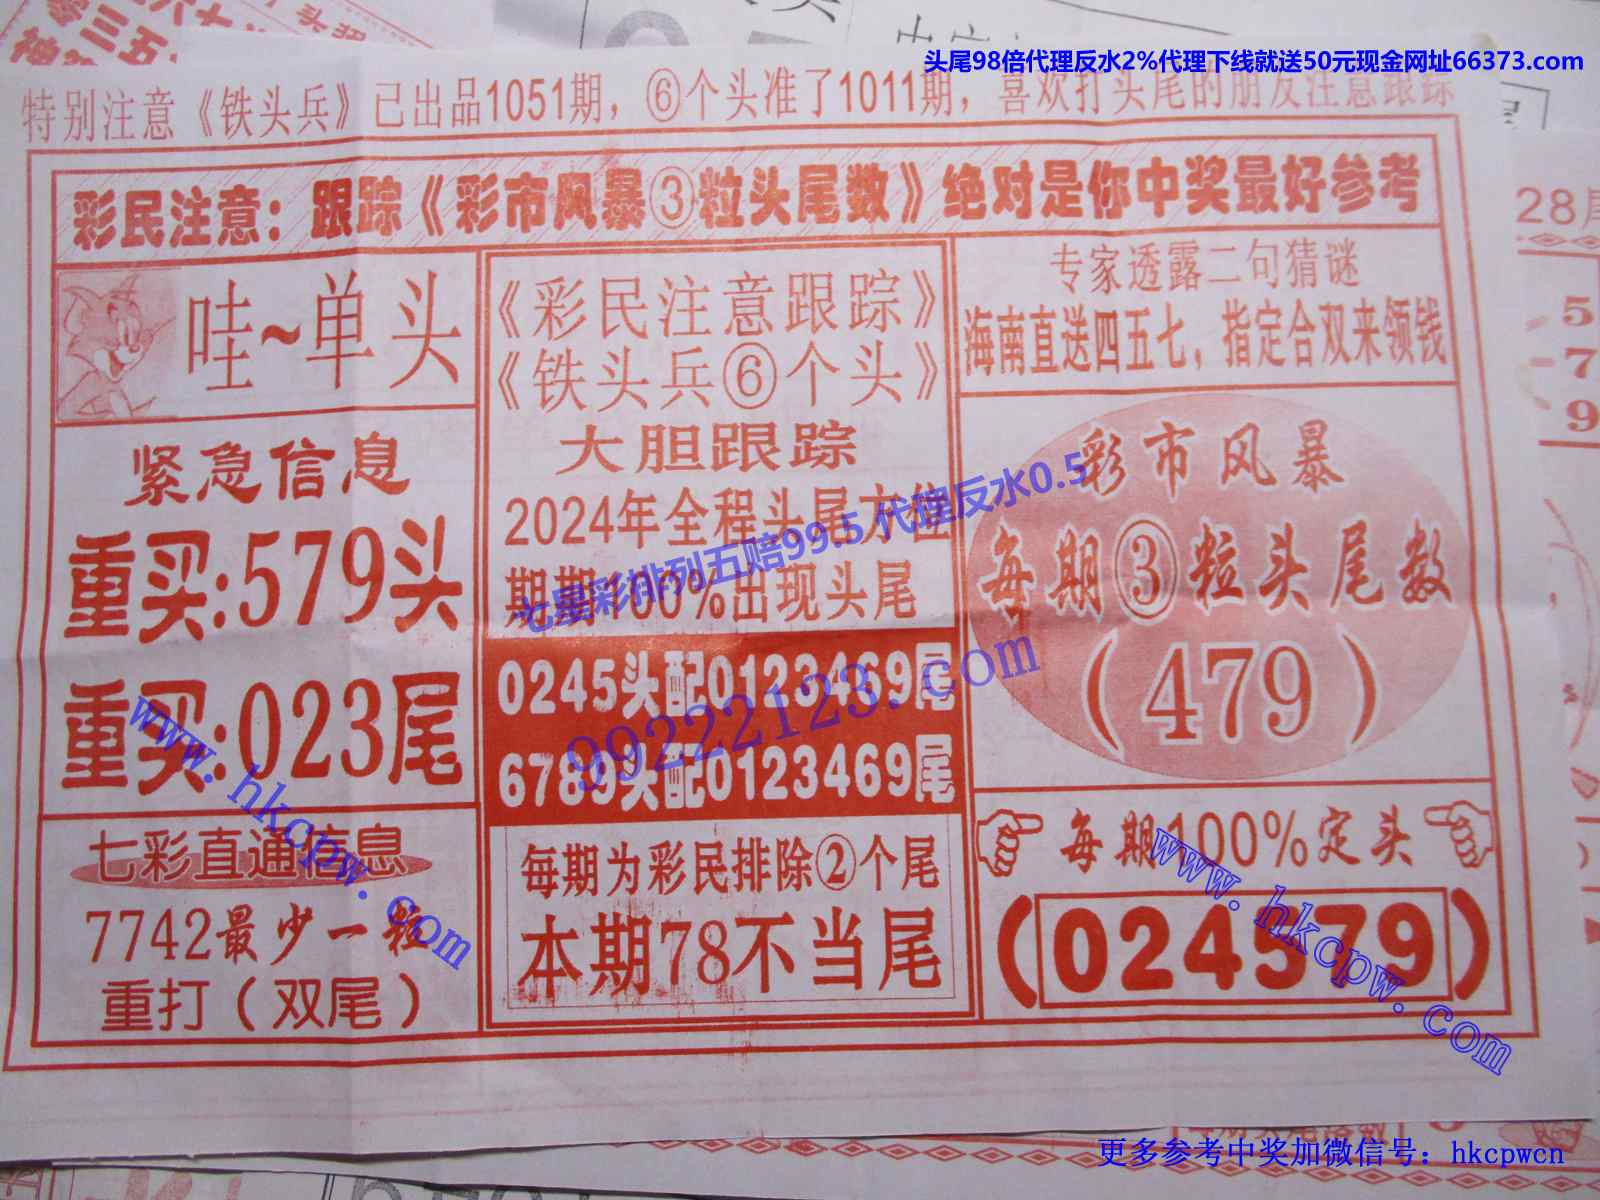 头尾98倍代理反水2%代理下线就送50元现金网址66373.com
特别注意《铁头兵》已出品1051期，⑥个头准了1011期，喜欢打头尾的朋友注意跟踪
彩民注意：跟踪《彩市风暴③粒头尾数》绝对是你中奖最好参考
哇~单头
紧急信息
重买:579头
重买:023尾
七彩直通信息
7742最少一粒
重打（双尾）
《彩民注意跟踪》
《铁头兵⑥个头》
大胆跟踪
2024年全程头尾方位
期期100%出现头尾
0245头配0123469尾
6789头配0123469尾
每期为彩民排除②个尾
本期78不当尾
专家透露二句猜谜
海南直送四五七，指定合双来领钱
彩市风暴
每期③粒头尾数
（479）
每期100%定头
（024579）
七星彩排列五赔99.5代理反水0.5
99222123.com
www.hkcpw.com
www.hkcpw.com
28尾
5
7
9
更多参考中奖加微信号：hkcpwcn